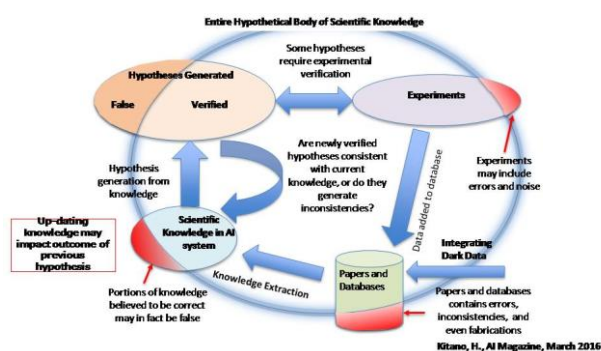 Entire Hypothetical Body of Scientific Knowledge
Some hypotheses
require experimental
verification
Hypotheses Generated
False
Verified
Experiments
Are newly verified
hypotheses consistent
with current
knowledge, or do they
generate
inconsistencies?
Hypothesis
generation from
knowledge
Experiments
may include
errors and noise
Data added to database
Up-dating
knowledge may
impact outcome of
previous
hypothesis
Scientific
Knowledge in AI
system
Integrating
Dark Data
Papers and
Databases
Knowledge Extraction
Portions of knowledge
believed to be correct
may in fact be false
Papers and databases
contains errors,
inconsistencies, and
even fabrications
Kitano, H., AI Magazine, March 2016